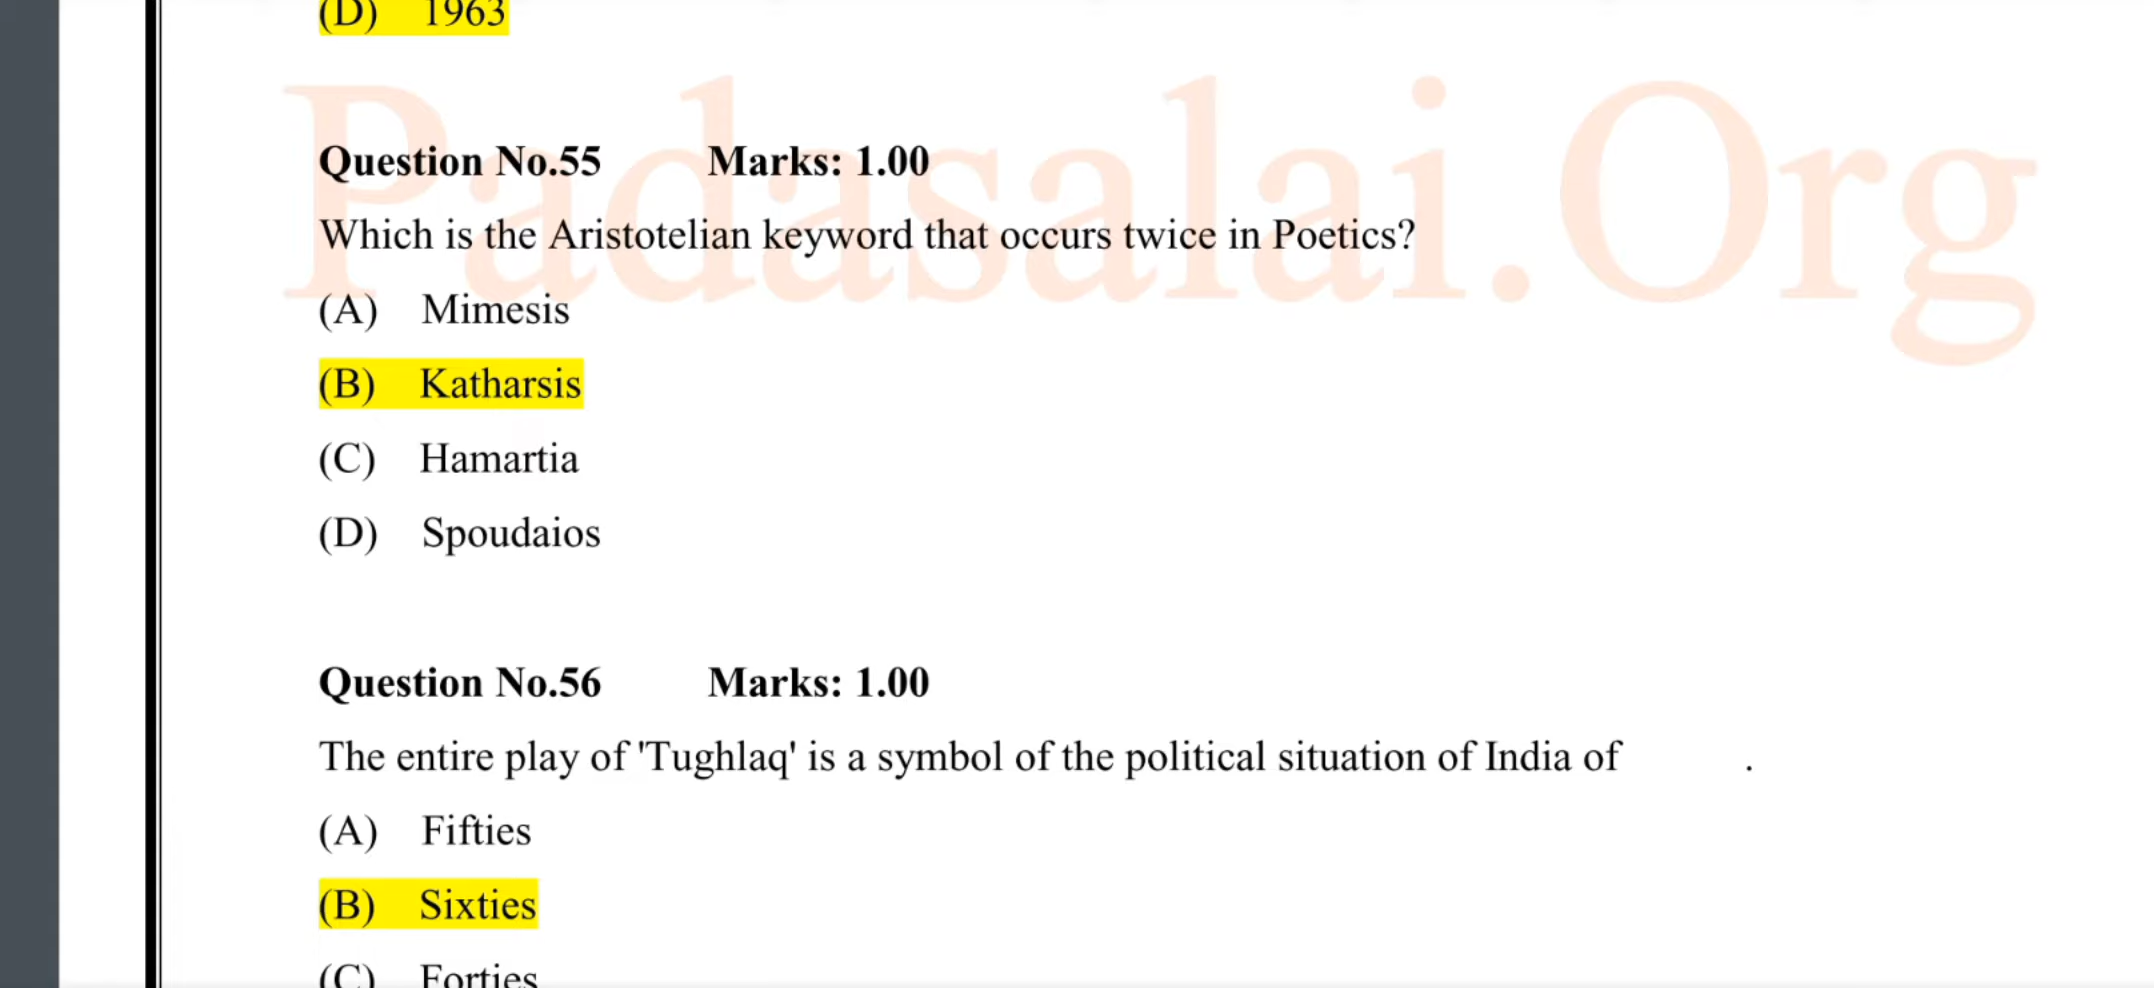 (D) 1963
Padasalai.Org
Question No.55 Marks: 1.00
Which is the Aristotelian keyword that occurs twice in Poetics?
(A) Mimesis
(B) Katharsis
(C) Hamartia
(D) Spoudaios
Question No.56 Marks: 1.00
The entire play of 'Tughlaq' is a symbol of the political situation of India of .
(A) Fifties
(B) Sixties
(C) Forties